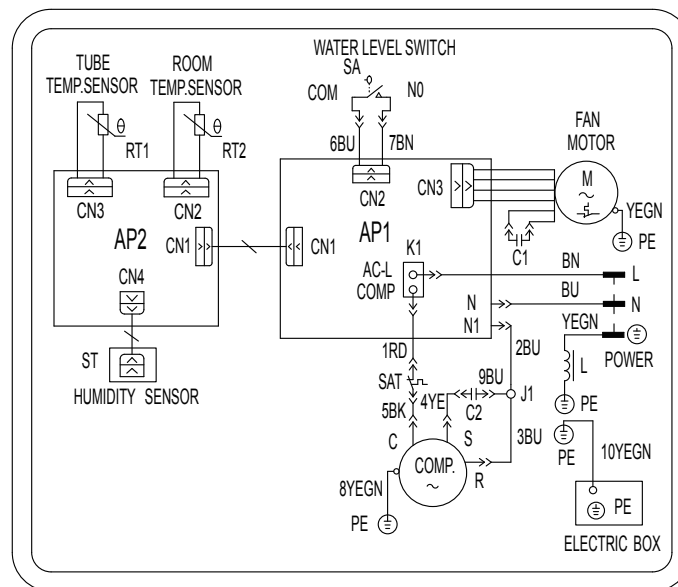 WATER LEVEL SWITCH
SA
COM
N0
6BU
7BN
TUBE
TEMP.SENSOR
θ
RT1
ROOM
TEMP.SENSOR
θ
RT2
CN3
CN2
AP2
CN1
CN4
ST
HUMIDITY SENSOR
CN2
CN3
CN1
AP1
K1
AC-L
COMP
N
N1
FAN
MOTOR
M
~
C1
YEGN
PE
BN
L
BU
N
YEGN
POWER
L
PE
1RD
SAT
5BK
4YE
9BU
C2
2BU
J1
3BU
C
S
R
COMP.
~
8YEGN
PE
PE
10YEGN
PE
ELECTRIC BOX